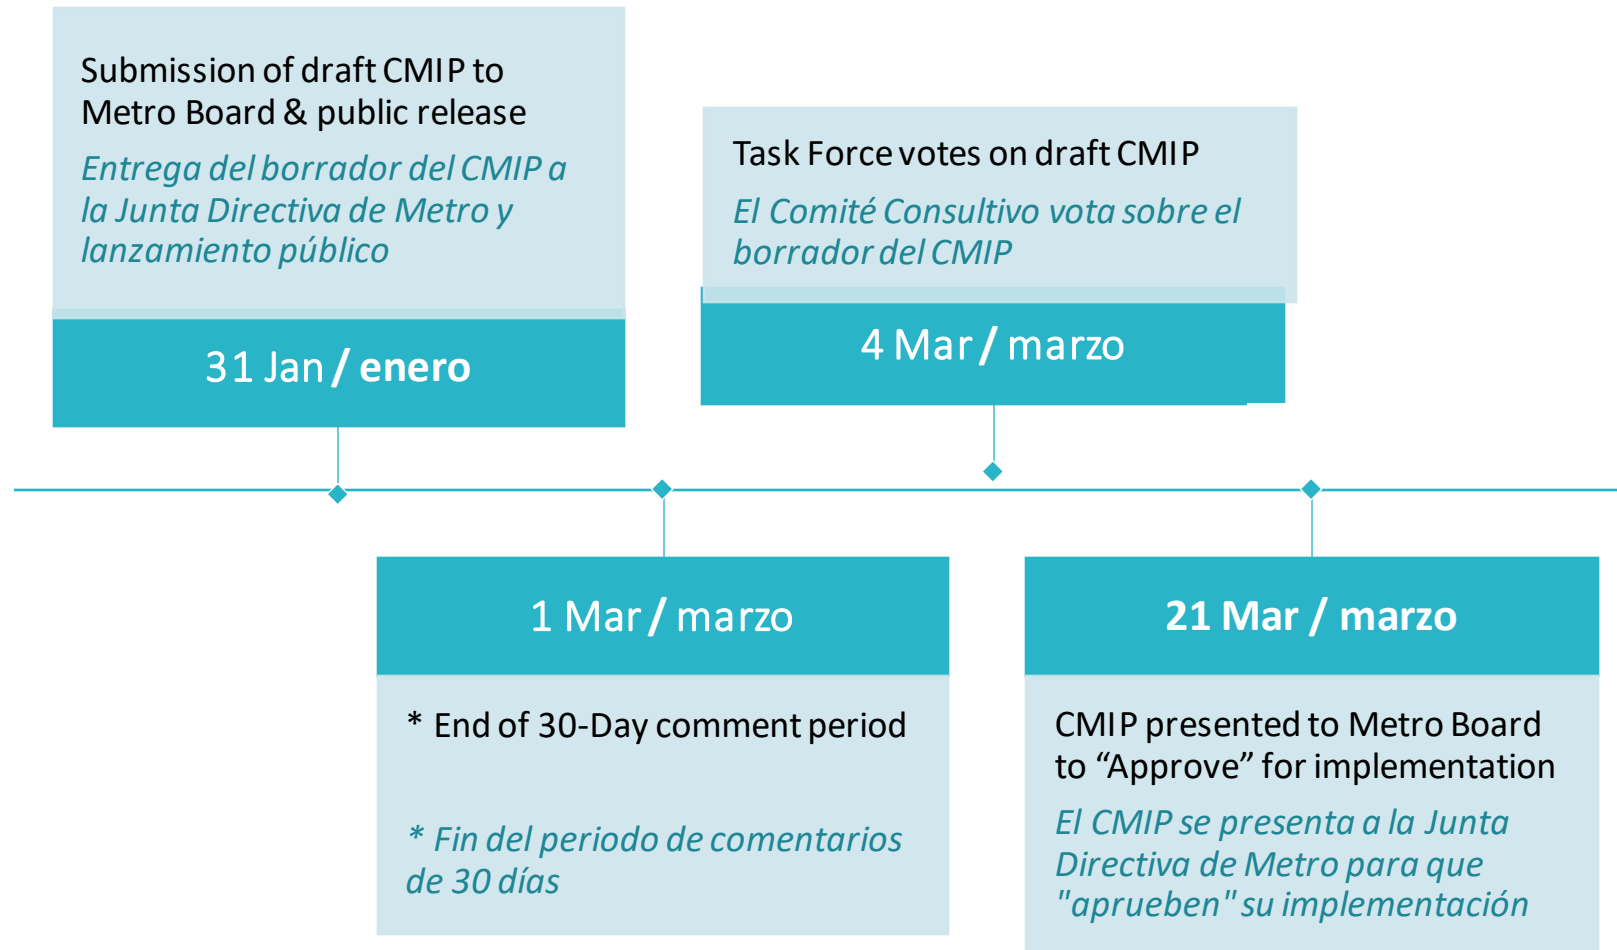 Submission of draft CMIP to
Metro Board & public release
Entrega del borrador del CMIP a
la Junta Directiva de Metro y
lanzamiento público
31 Jan / enero
Task Force votes on draft CMIP
El Comité Consultivo vota sobre el
borrador del CMIP
4 Mar / marzo
1 Mar / marzo
* End of 30-Day comment period
* Fin del periodo de comentarios
de 30 días
21 Mar / marzo
CMIP presented to Metro Board
to “Approve” for implementation
El CMIP se presenta a la Junta
Directiva de Metro para que
"aprueben" su implementación